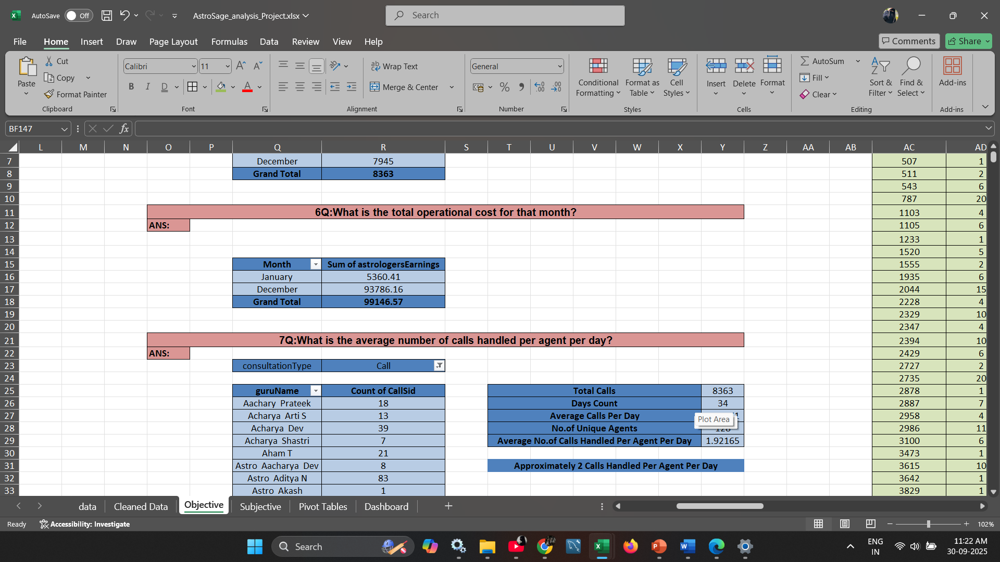 AutoSave Off AstroSage_analysis_Project.xlsx Search
File Home Insert Draw Page Layout Formulas Data Review View Help Comments Share
Paste Cut Copy Format Painter Clipboard
Calibri 11 B I D Font
Wrap Text Merge & Center Alignment
General % Number
Conditional Formatting Format as Table Cell Styles Styles
Insert Delete Format Cells
AutoSum Fill Clear Sort & Filter Find & Select Editing
Add-ins Add-ins
BF147 fx
L M N O P Q R S T U V W X Y Z AA AB AC AD
7 December 7945 507 1
8 Grand Total 8363 511 2
9 543 6
10 787 20
11 6Q:What is the total operational cost for that month? 1103 4
12 ANS: 1105 6
13 1233 1
14 1520 5
15 Month Sum of astrologersEarnings 1555 2
16 January 5360.41 1935 6
17 December 93786.16 2044 15
18 Grand Total 99146.57 2228 4
19 2329 10
20 2347 4
21 7Q:What is the average number of calls handled per agent per day? 2394 10
22 ANS: 2429 6
23 consultationType Call 2727 2
24 2735 20
25 guruName Count of CallSid Total Calls 8363 2878 1
26 Aachary Prateek 18 Days Count 34 2887 7
27 Acharya Arti S 13 Average Calls Per Day 2958 4
Plot Area
28 Acharya Dev 39 No.of Unique Agents 2986 11
29 Acharya Shastri 7 Average No.of Calls Handled Per Agent Per Day 1.92165 3100 6
30 Aham T 21 3473 1
31 Astro Aacharya Dev 8 Approximately 2 Calls Handled Per Agent Per Day 3615 10
32 Astro Aditya N 83 3642 1
33 Astro Akash 1 3829 1
data Cleaned Data Objective Subjective Pivot Tables Dashboard
Ready Accessibility: Investigate 102%
Search ENG IN 11:22 AM 30-09-2025